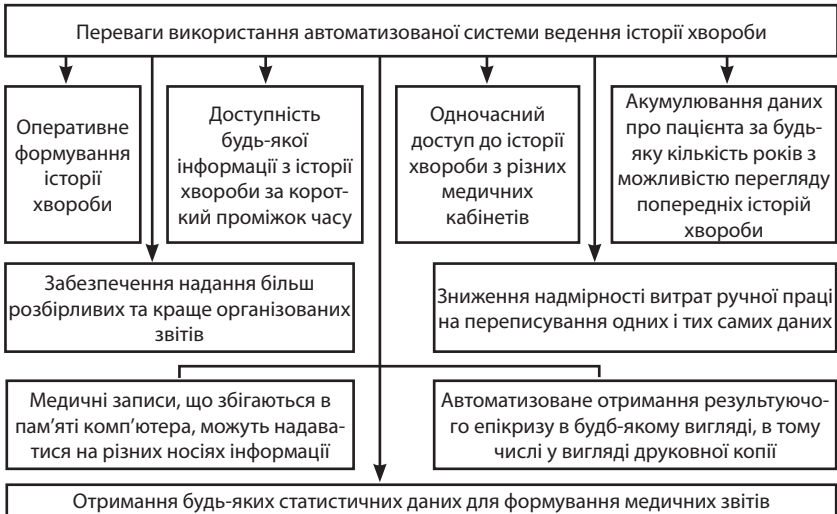 Переваги використання автоматизованої системи ведення історії хвороби
Оперативне
формування
історії
хвороби
Доступність
будь-якої
інформації з історії
хвороби за корот-
кий проміжок часу
Одночасний
доступ до історії
хвороби з різних
медичних
кабінетів
Акумулювання даних
про пацієнта за будь-
яку кількість років з
можливістю перегляду
попередніх історій
хвороби
Забезпечення надання більш
розбірливих та краще організованих
звітів
Зниження надмірності витрат ручної праці
на переписування одних і тих самих даних
Медичні записи, що збігаються в
пам’яті комп’ютера, можуть надава-
тися на різних носіях інформації
Автоматизоване отримання результуючо-
го епікризу в будб-якому вигляді, в тому
числі у вигляді друковної копії
Отримання будь-яких статистичних даних для формування медичних звітів